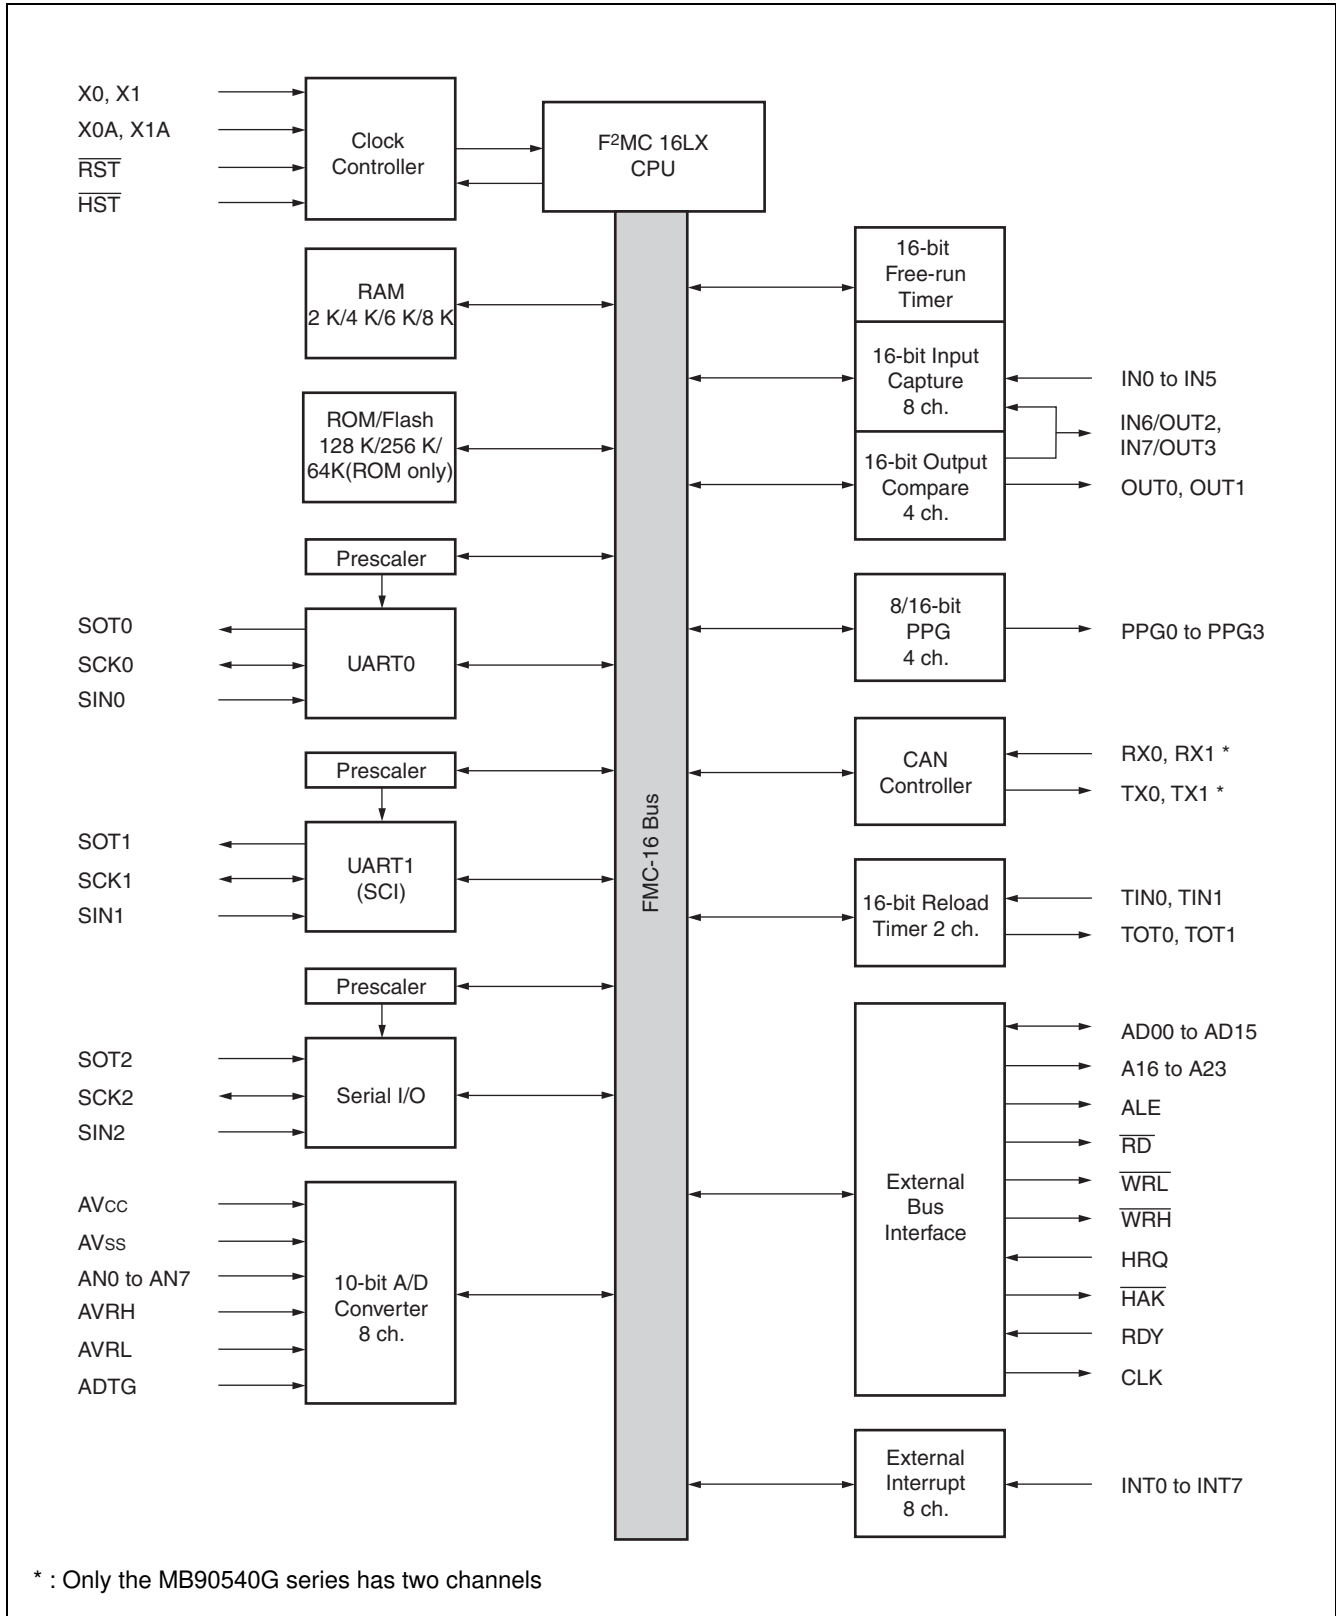 X0, X1
X0A, X1A
RST
HST
Clock
Controller
F²MC 16LX
CPU
RAM
2 K/4 K/6 K/8 K
ROM/Flash
128 K/256 K/
64K(ROM only)
Prescaler
SOT0
SCK0
SIN0
UART0
Prescaler
SOT1
SCK1
SIN1
UART1
(SCI)
Prescaler
SOT2
SCK2
SIN2
Serial I/O
AVCC
AVSS
AN0 to AN7
AVRH
AVRL
ADTG
10-bit A/D
Converter
8 ch.
FMC-16 Bus
16-bit
Free-run
Timer
16-bit Input
Capture
8 ch.
16-bit Output
Compare
4 ch.
IN0 to IN5
IN6/OUT2,
IN7/OUT3
OUT0, OUT1
8/16-bit
PPG
4 ch.
PPG0 to PPG3
CAN
Controller
RX0, RX1 *
TX0, TX1 *
16-bit Reload
Timer 2 ch.
TIN0, TIN1
TOT0, TOT1
External
Bus
Interface
AD00 to AD15
A16 to A23
ALE
RD
WRL
WRH
HRQ
HAK
RDY
CLK
External
Interrupt
8 ch.
INT0 to INT7
* : Only the MB90540G series has two channels